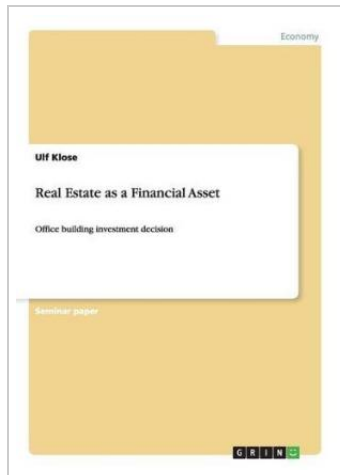 Economy
Ulf Klose
Real Estate as a Financial Asset
Office building investment decision
Seminar paper
GRIN